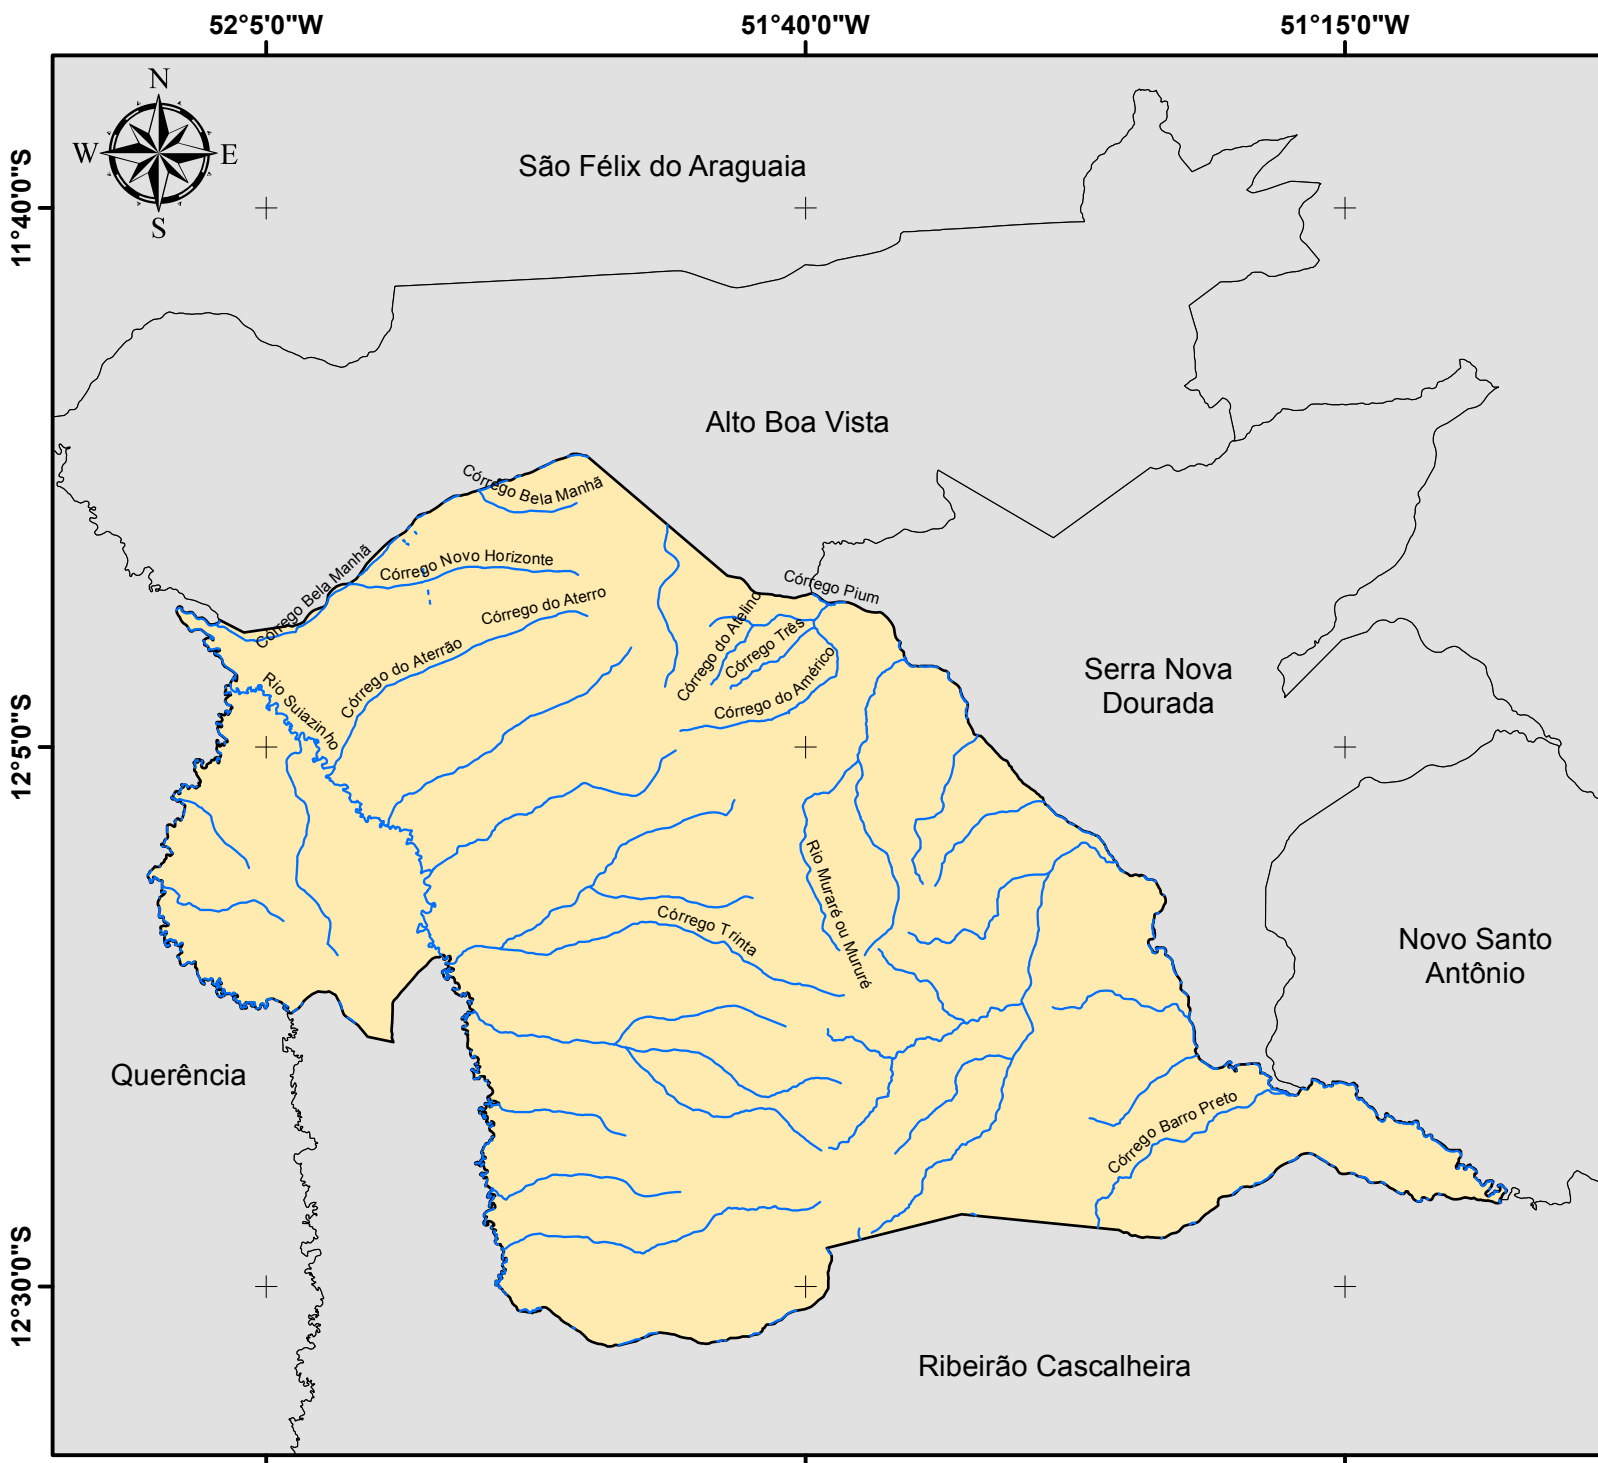 52°5'0"W
51°40'0"W
51°15'0"W
N
W
E
S
11°40'0"S
12°5'0"S
12°30'0"S
São Félix do Araguaia
Alto Boa Vista
Córrego Bela Manhã
Córrego Bela Manhã
Córrego Novo Horizonte
Córrego do Aterro
Córrego do Aterrão
Rio Suiazinho
Córrego Pium
Córrego do Atelino
Córrego Três
Córrego do Américo
Serra Nova
Dourada
Rio Muraré ou Mururé
Córrego Trinta
Novo Santo
Antônio
Querência
Córrego Barro Preto
Ribeirão Cascalheira